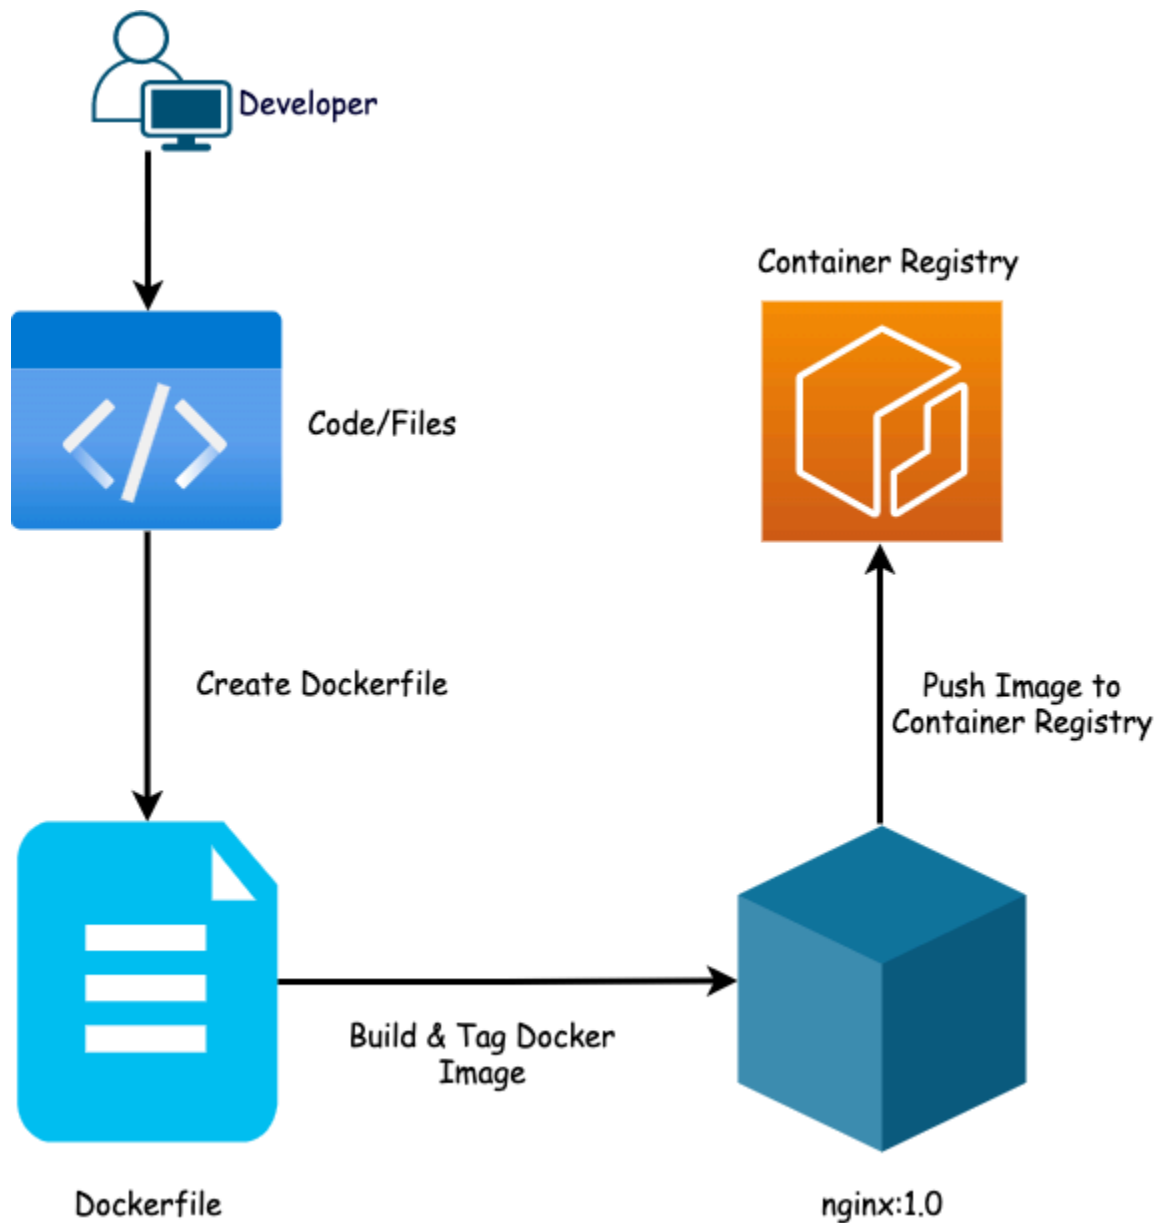 Developer
Container Registry
Code/Files
Create Dockerfile
Push Image to
Container Registry
Build & Tag Docker
Image
Dockerfile
nginx:1.0